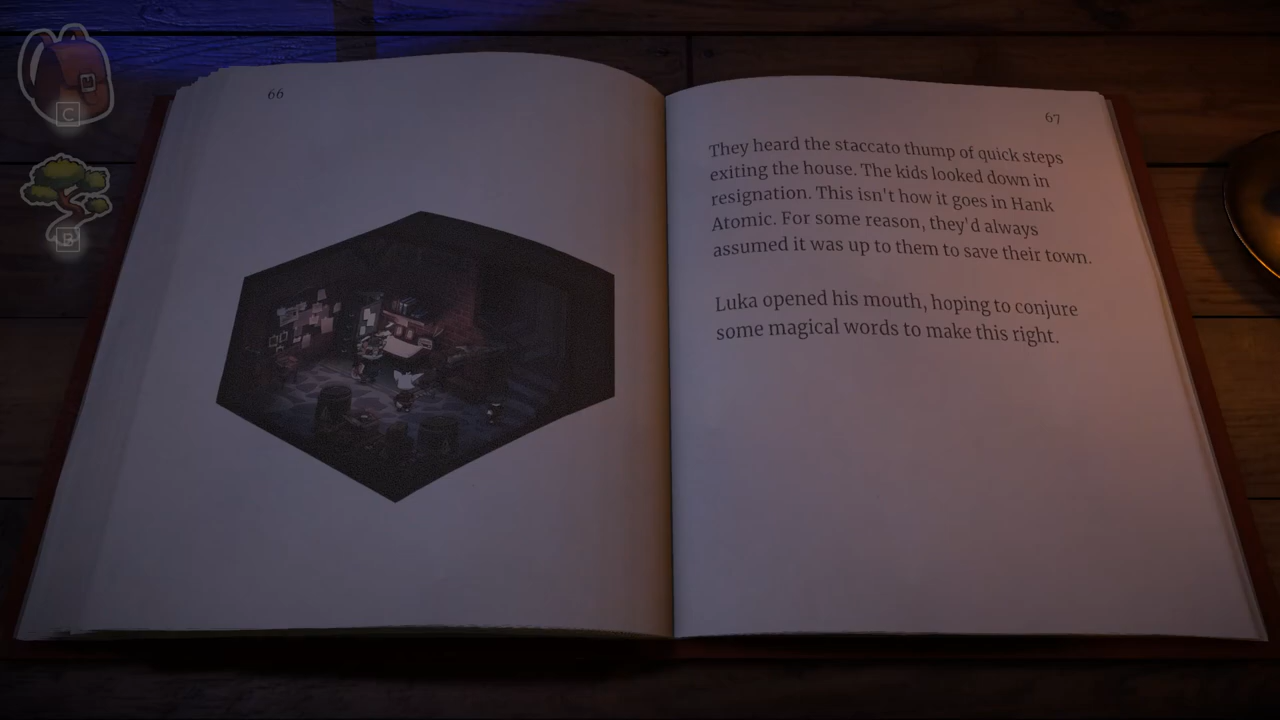 66
67
They heard the staccato thump of quick steps
exiting the house. The kids looked down in
resignation. This isn't how it goes in Hank
Atomic. For some reason, they'd always
assumed it was up to them to save their town.
Luka opened his mouth, hoping to conjure
some magical words to make this right.
C